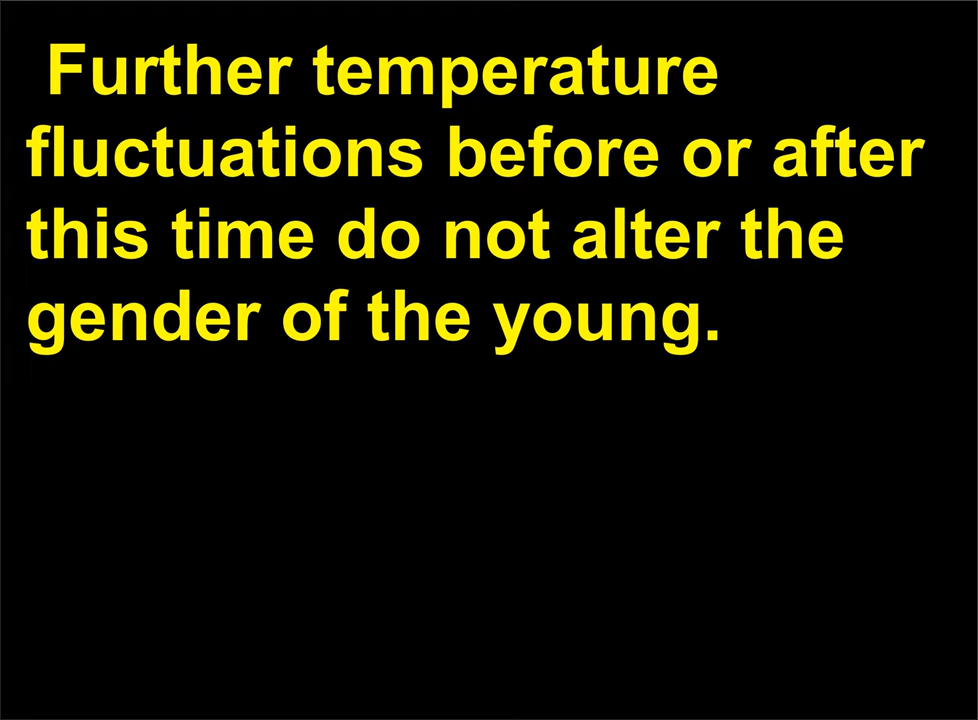 Further temperature
fluctuations before or after
this time do not alter the
gender of the young.